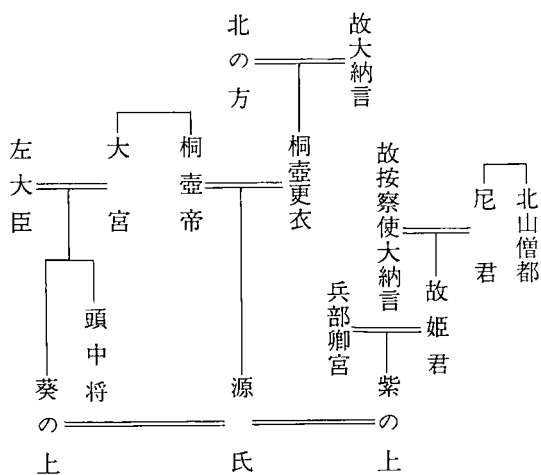 故大納言
北の方
北山僧都
尼君
故按察使大納言
桐壺更衣
桐壺帝
大宮
左大臣
故姫君
兵部卿宮
頭中将
紫の上
源氏
葵の上